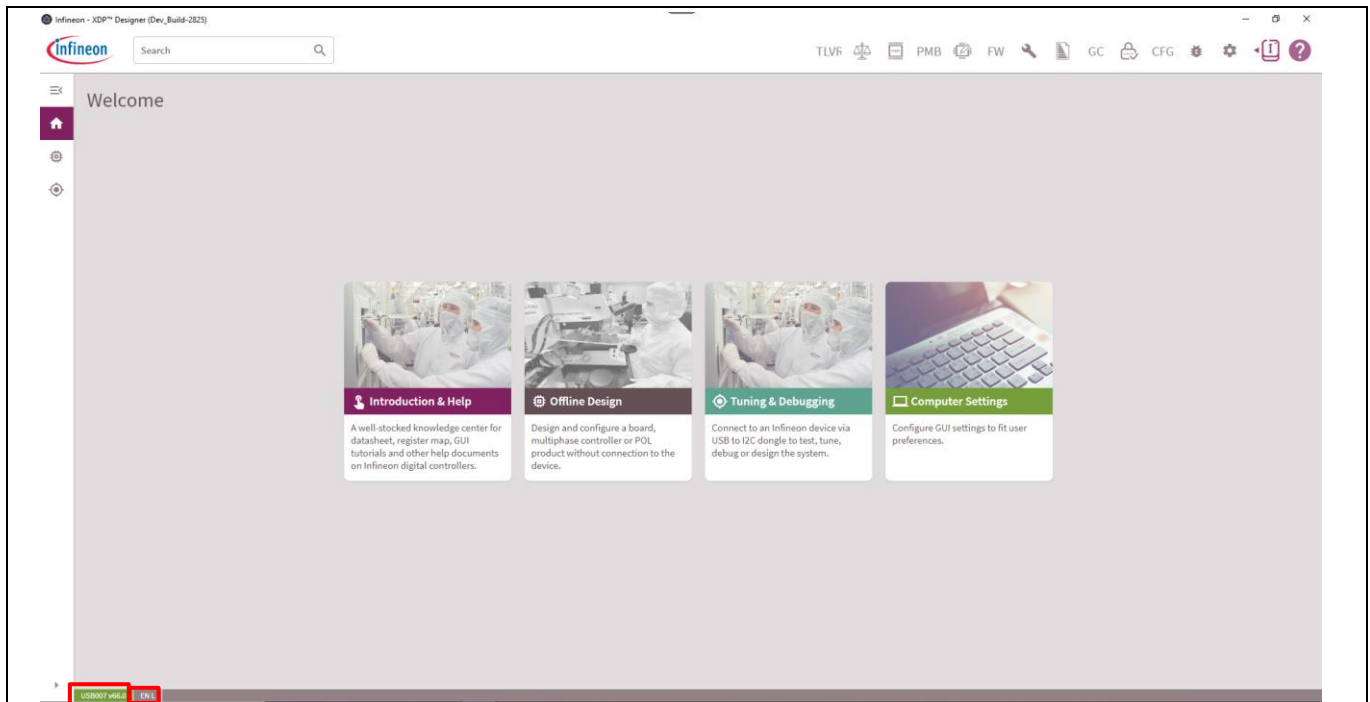 Infineon - XDP™ Designer (Dev_Build-2825)
infineon
Search
TLVR
PMB
FW
GC
CFG
Welcome
Introduction & Help
A well-stocked knowledge center for
datasheet, register map, GUI
tutorials and other help documents
on Infineon digital controllers.
Offline Design
Design and configure a board,
multiphase controller or POL
product without connection to the
device.
Tuning & Debugging
Connect to an Infineon device via
USB to I2C dongle to test, tune,
debug or design the system.
Computer Settings
Configure GUI settings to fit user
preferences.
USB007 v66.0
EN L